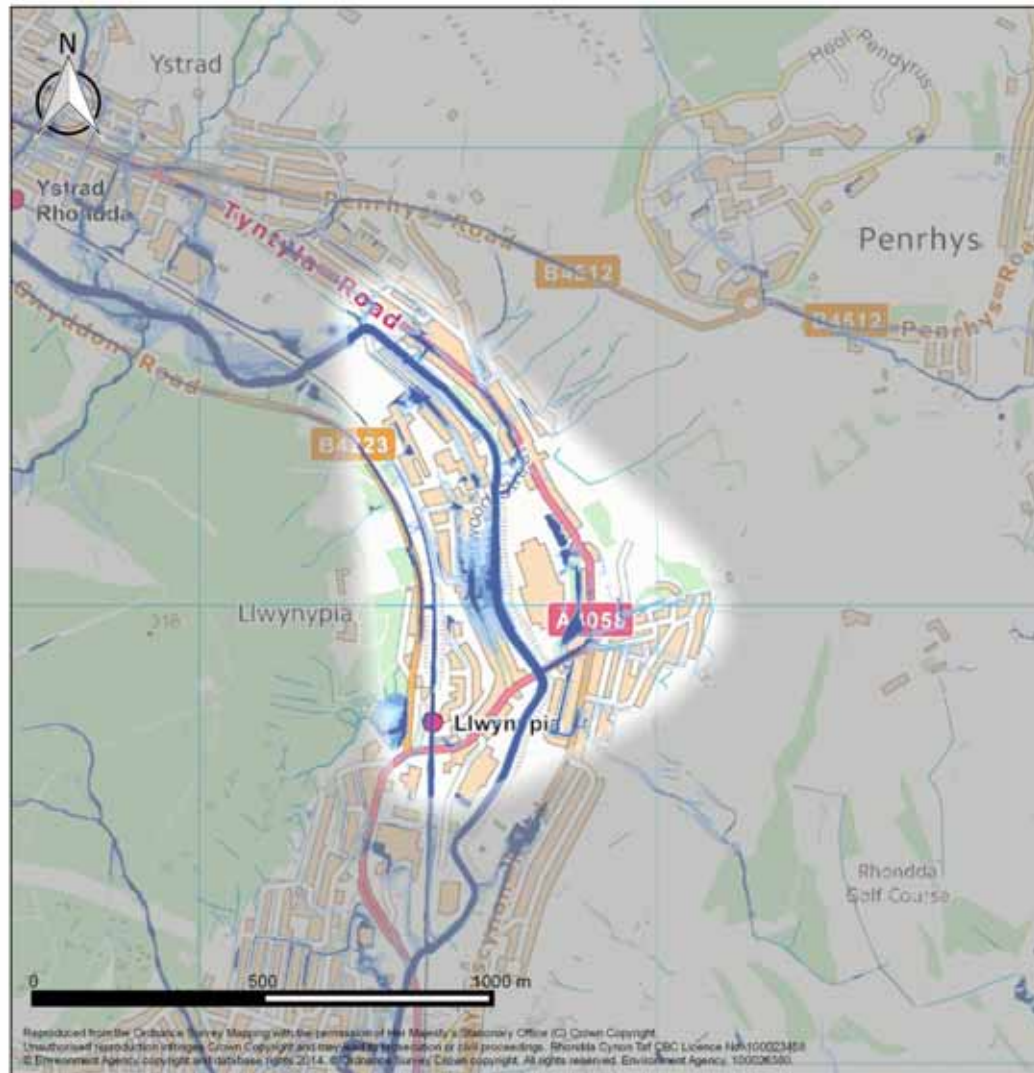 N
Ystrad
Heol Pendyrus
Ystrad
Rhondda
Tyntyla Road
Penrhys Road
Penrhys
B4512
B4512
Penrhys Road
Gwyddon Road
B4223
Llwynypia
318
A4058
Llwynypia
Rhondda
Golf Course
0 500 1000 m
Reproduced from the Ordnance Survey Mapping with the permission of Her Majesty's Stationary Office (C) Crown Copyright.
Unauthorised reproduction infringes Crown Copyright and may lead to prosecution or civil proceedings. Rhondda Cynon Taf CBC Licence No. 100023458
© Environment Agency copyright and database rights 2014. © Ordnance Survey Crown copyright. All rights reserved. Environment Agency, 100026380.